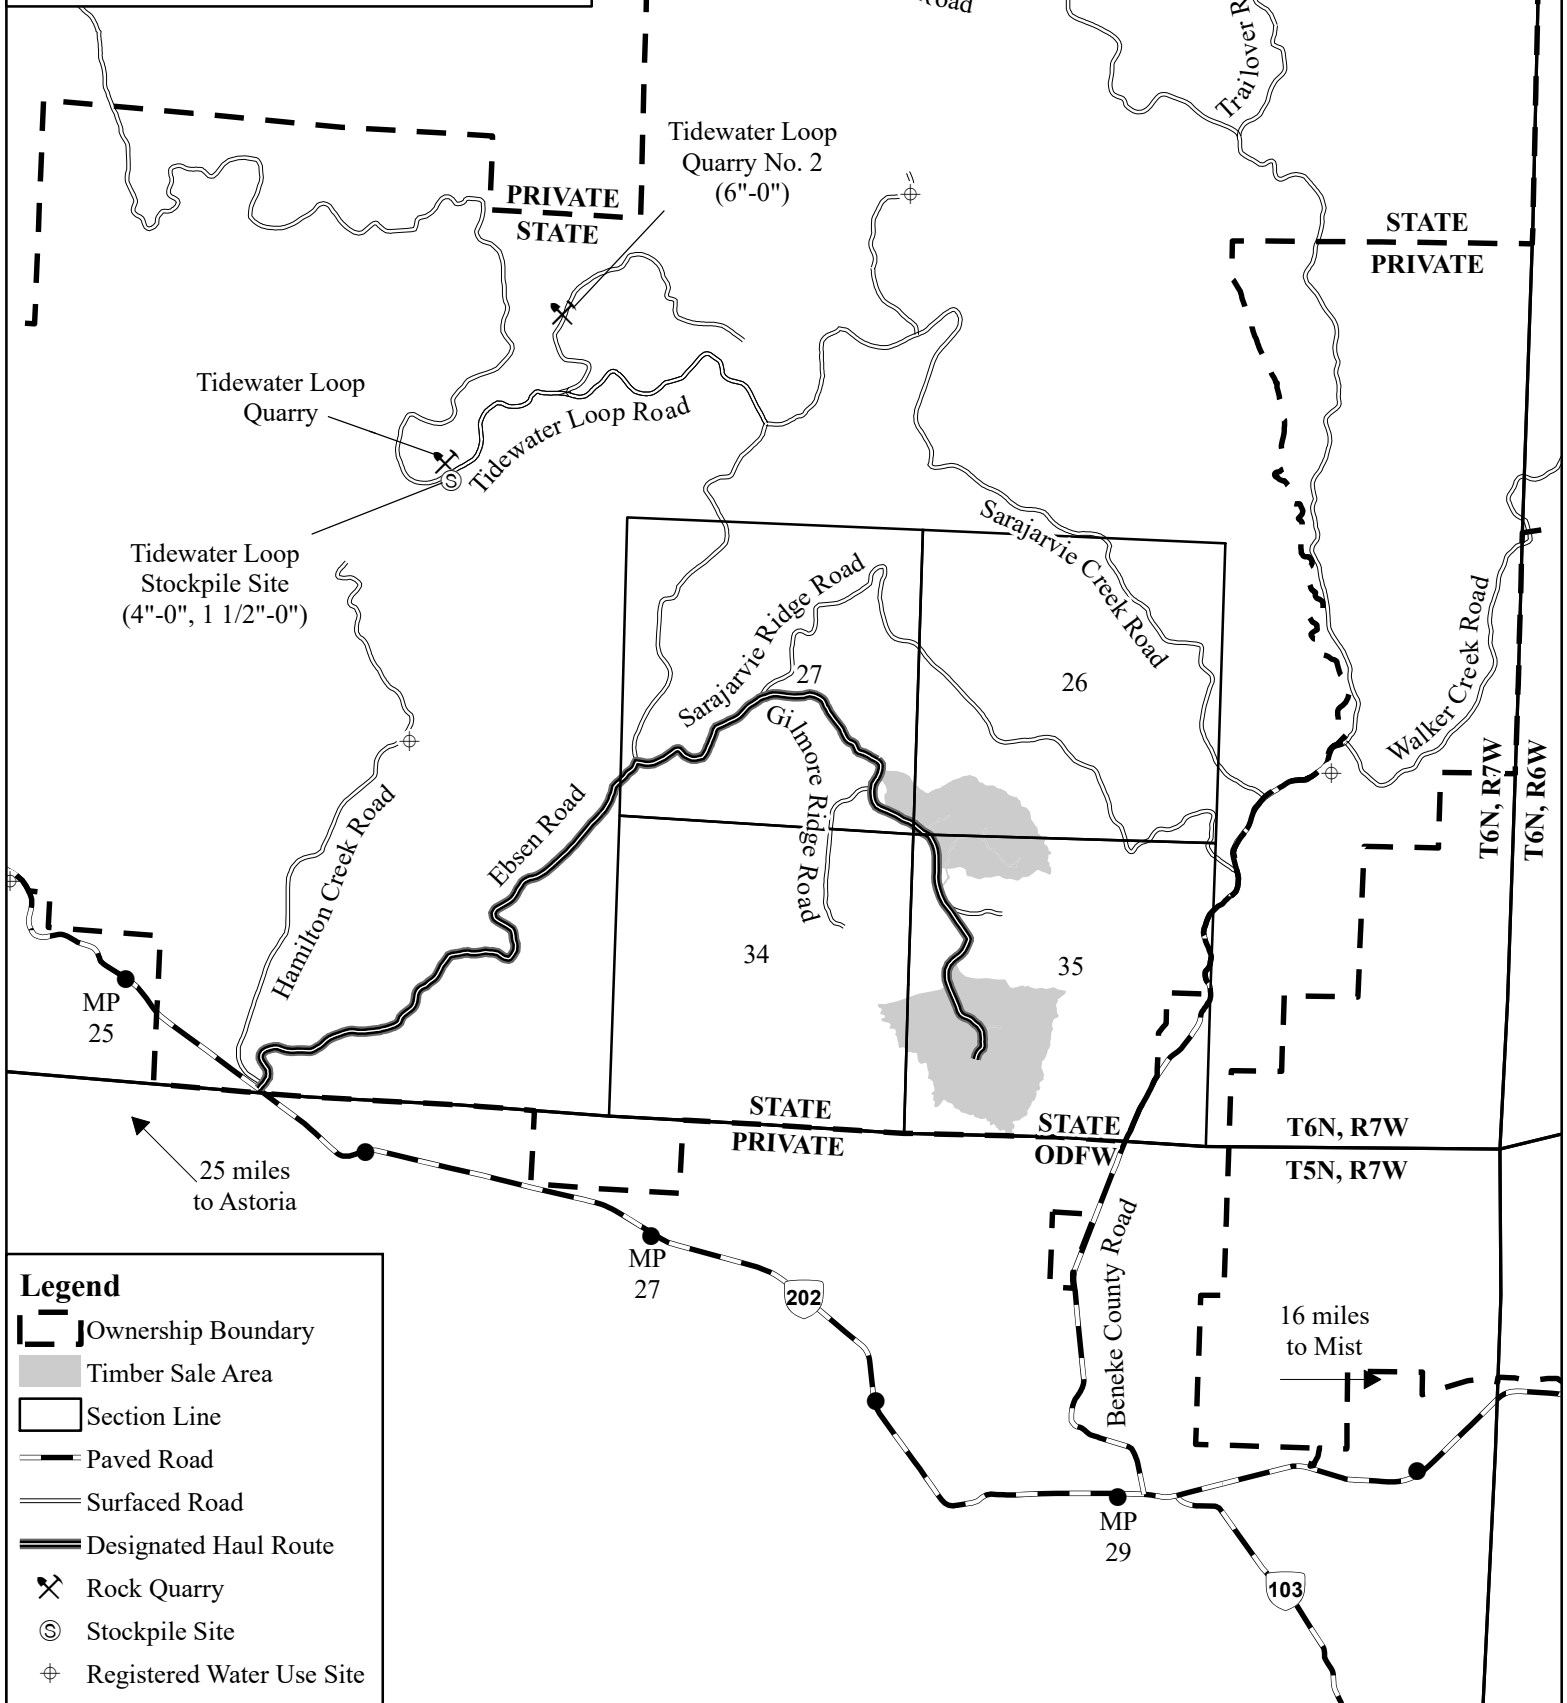 Road
Trailover R
Tidewater Loop
Quarry No. 2
(6"-0")
PRIVATE
STATE
STATE
PRIVATE
Tidewater Loop
Quarry
Tidewater Loop Road
S
Tidewater Loop
Stockpile Site
(4"-0", 1 1/2"-0")
Sarajarvie Creek Road
Sarajarvie Ridge Road
27
26
Gilmore Ridge Road
Walker Creek Road
T6N, R7W
T6N, R6W
Ebsen Road
Hamilton Creek Road
34
35
MP
25
STATE
PRIVATE
STATE
ODFW
T6N, R7W
T5N, R7W
25 miles
to Astoria
MP
27
202
Beneke County Road
16 miles
to Mist
MP
29
103
Legend
Ownership Boundary
Timber Sale Area
Section Line
Paved Road
Surfaced Road
Designated Haul Route
Rock Quarry
S Stockpile Site
Registered Water Use Site